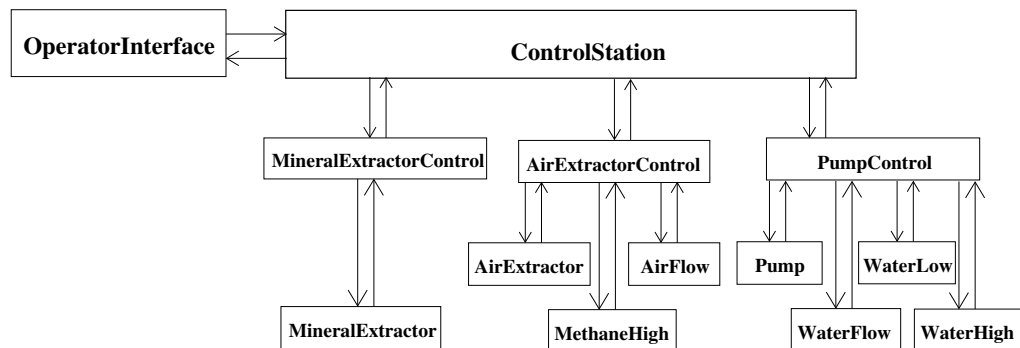 OperatorInterface
ControlStation
MineralExtractorControl
AirExtractorControl
PumpControl
AirExtractor
AirFlow
Pump
WaterLow
MineralExtractor
MethaneHigh
WaterFlow
WaterHigh